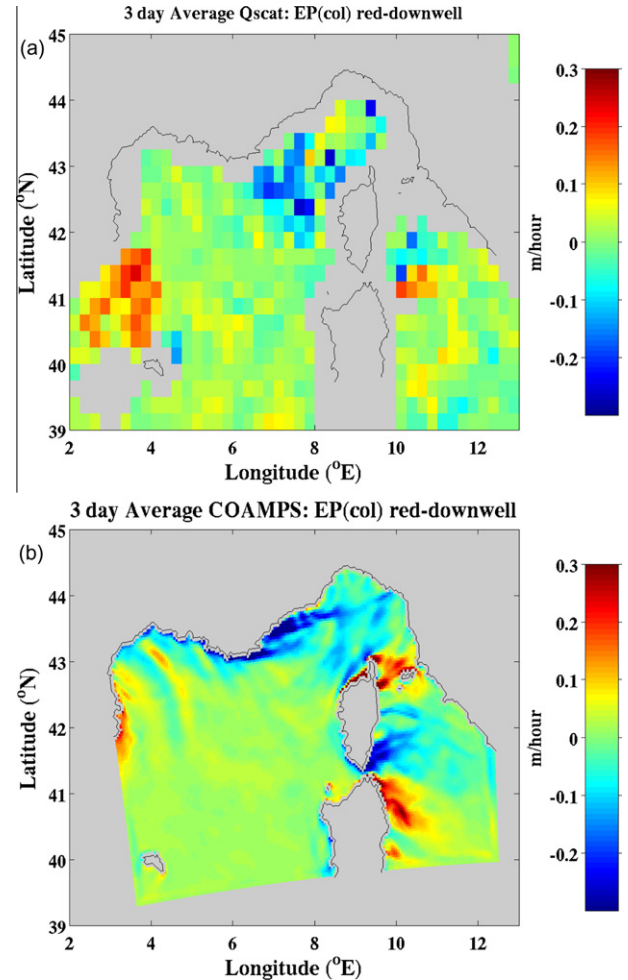 3 day Average Qscat: EP(col) red-downwell
(a)
45
44
43
42
41
40
39
Latitude (°N)
2 4 6 8 10 12
Longitude (°E)
0.3
0.2
0.1
0
-0.1
-0.2
m/hour
3 day Average COAMPS: EP(col) red-downwell
(b)
45
44
43
42
41
40
39
Latitude (°N)
2 4 6 8 10 12
Longitude (°E)
0.3
0.2
0.1
0
-0.1
-0.2
m/hour